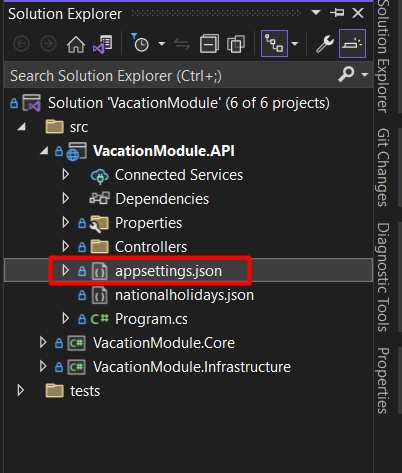 Solution Explorer
Search Solution Explorer (Ctrl+;)
Solution 'VacationModule' (6 of 6 projects)
src
VacationModule.API
Connected Services
Dependencies
Properties
Controllers
appsettings.json
nationalholidays.json
C# Program.cs
C# VacationModule.Core
C# VacationModule.Infrastructure
tests
Solution Explorer
Git Changes
Diagnostic Tools
Properties